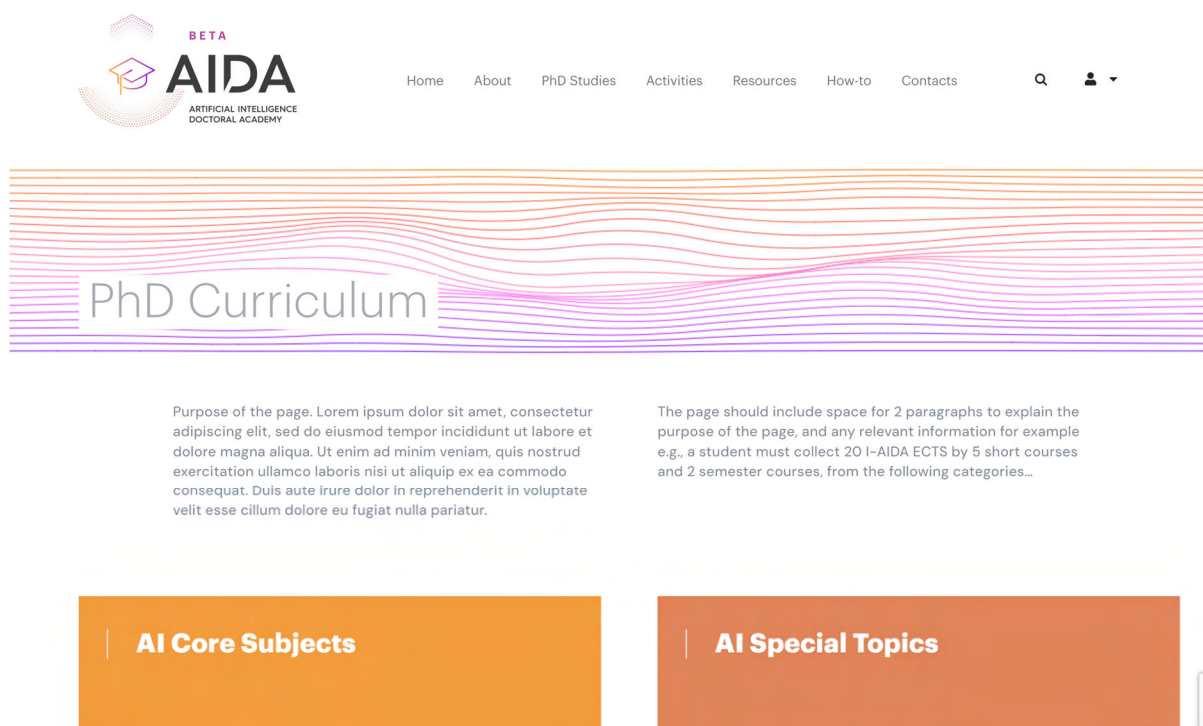 BETA
AIDA
ARTIFICIAL INTELLIGENCE
DOCTORAL ACADEMY
Home About PhD Studies Activities Resources How-to Contacts
PhD Curriculum
Purpose of the page. Lorem ipsum dolor sit amet, consectetur
adipiscing elit, sed do eiusmod tempor incididunt ut labore et
dolore magna aliqua. Ut enim ad minim veniam, quis nostrud
exercitation ullamco laboris nisi ut aliquip ex ea commodo
consequat. Duis aute irure dolor in reprehenderit in voluptate
velit esse cillum dolore eu fugiat nulla pariatur.
The page should include space for 2 paragraphs to explain the
purpose of the page, and any relevant information for example
e.g., a student must collect 20 I-AIDA ECTS by 5 short courses
and 2 semester courses, from the following categories...
AI Core Subjects
AI Special Topics